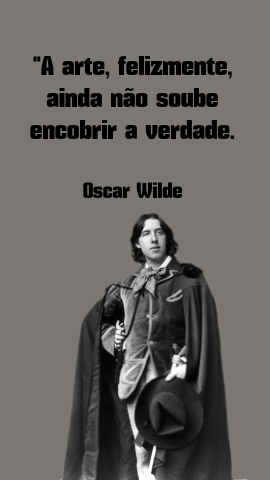 "A arte, felizmente,
ainda não soube
encobrir a verdade.
Oscar Wilde